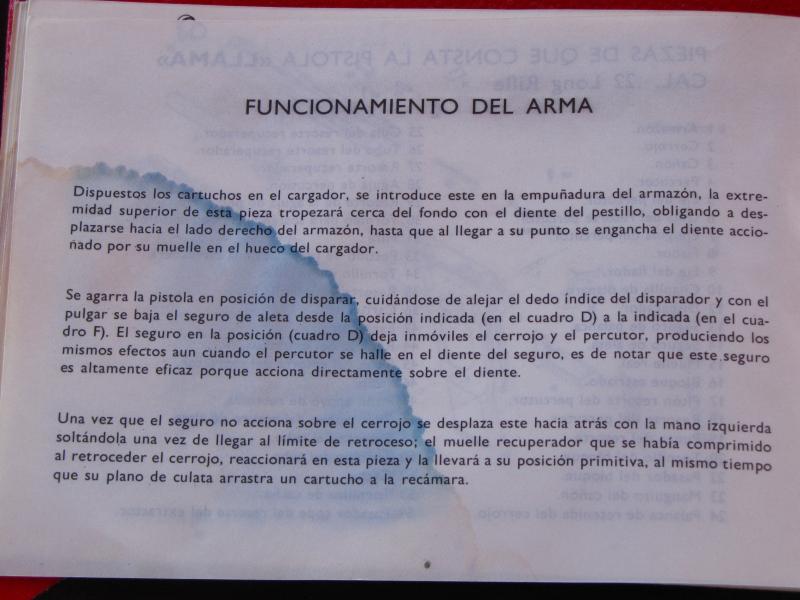 FUNCIONAMIENTO DEL ARMA
Dispuestos los cartuchos en el cargador, se introduce este en la empuñadura del armazón, la extre-
midad superior de esta pieza tropezará cerca del fondo con el diente del pestillo, obligando a des-
plazarse hacia el lado derecho del armazón, hasta que al llegar a su punto se engancha el diente accio-
nado por su muelle en el hueco del cargador.
Se agarra la pistola en posición de disparar, cuidándose de alejar el dedo índice del disparador y con el
pulgar se baja el seguro de aleta desde la posición indicada (en el cuadro D) a la indicada (en el cua-
dro F). El seguro en la posición (cuadro D) deja inmóviles el cerrojo y el percutor, produciendo los
mismos efectos aun cuando el percutor se halle en el diente del seguro, es de notar que este seguro
es altamente eficaz porque acciona directamente sobre el diente.
Una vez que el seguro no acciona sobre el cerrojo se desplaza este hacia atrás con la mano izquierda
soltándola una vez de llegar al límite de retroceso; el muelle recuperador que se había comprimido
al retroceder el cerrojo, reaccionará en esta pieza y la llevará a su posición primitiva, al mismo tiempo
que su plano de culata arrastra un cartucho a la recámara.